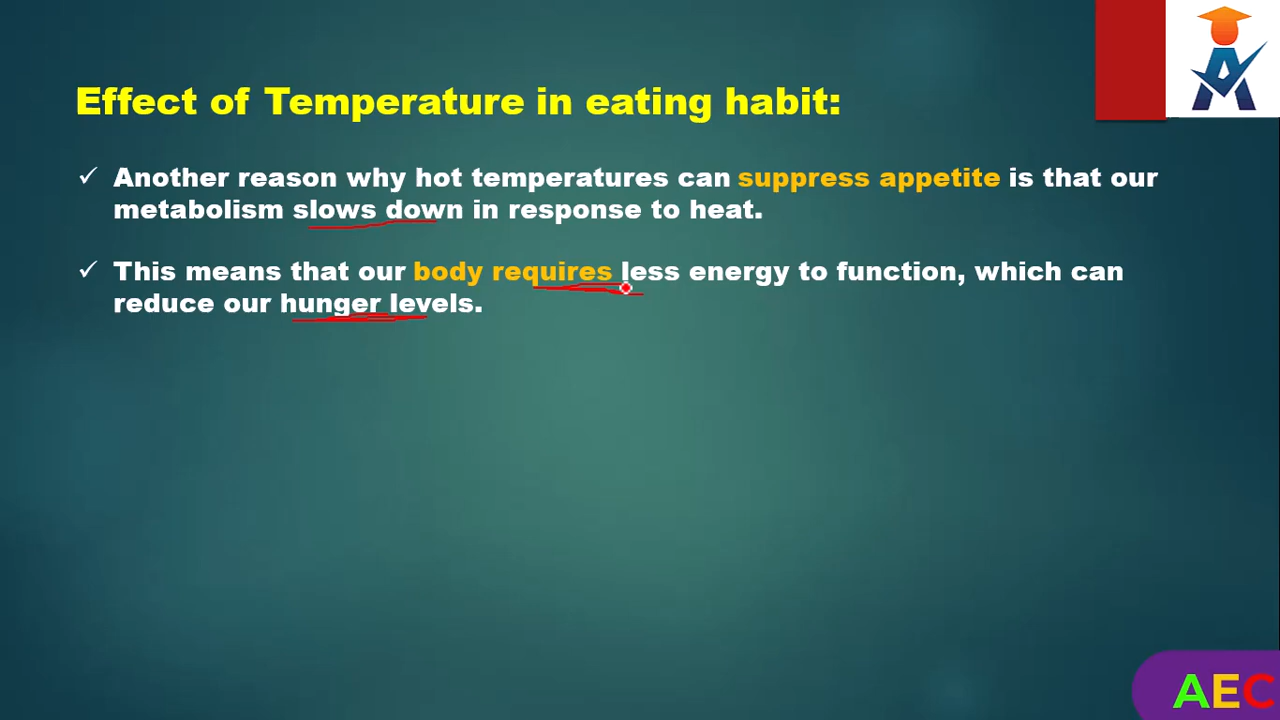 Effect of Temperature in eating habit:
✓ Another reason why hot temperatures can suppress appetite is that our
metabolism slows down in response to heat.
✓ This means that our body requires less energy to function, which can
reduce our hunger levels.
AEC